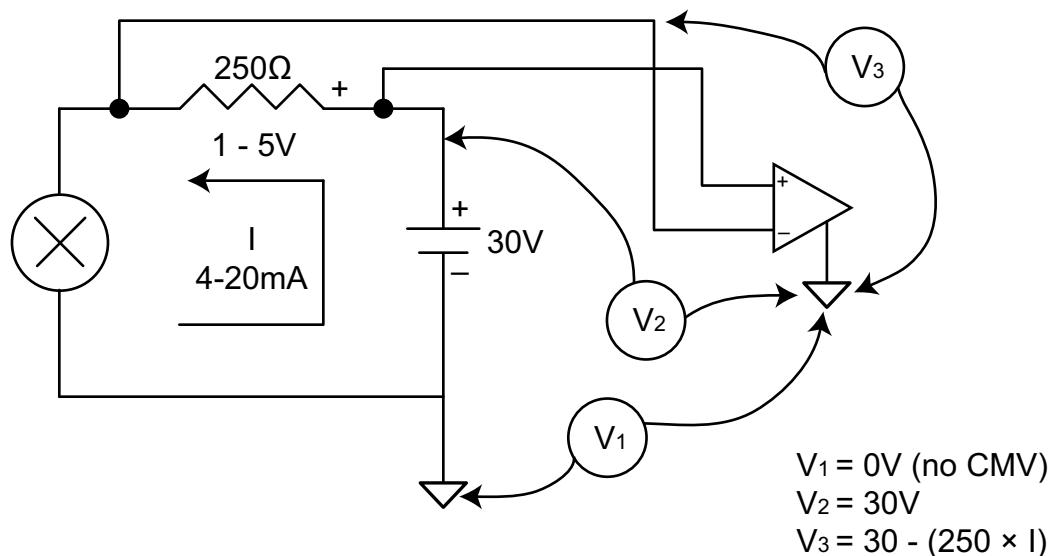 250Ω
+
1 - 5V
I
4-20mA
+
30V
–
+
–
V3
V2
V1
V1 = 0V (no CMV)
V2 = 30V
V3 = 30 - (250 × I)